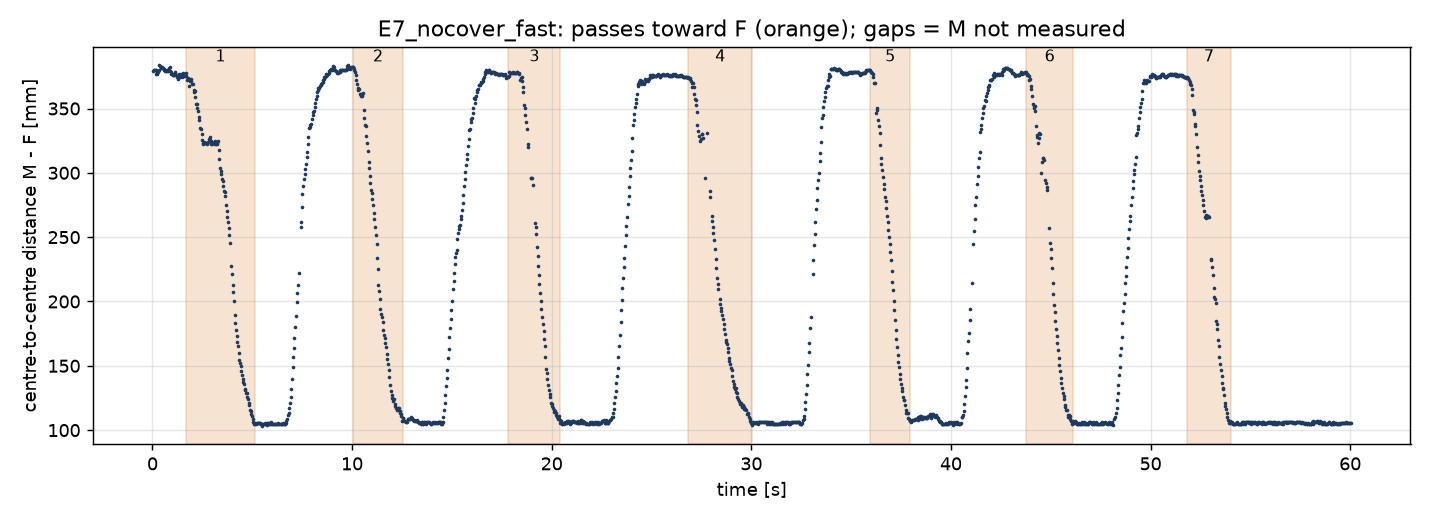 E7_nocover_fast: passes toward F (orange); gaps = M not measured
1 2 3 4 5 6 7
centre-to-centre distance M - F [mm]
350
300
250
200
150
100
0 10 20 30 40 50 60
time [s]